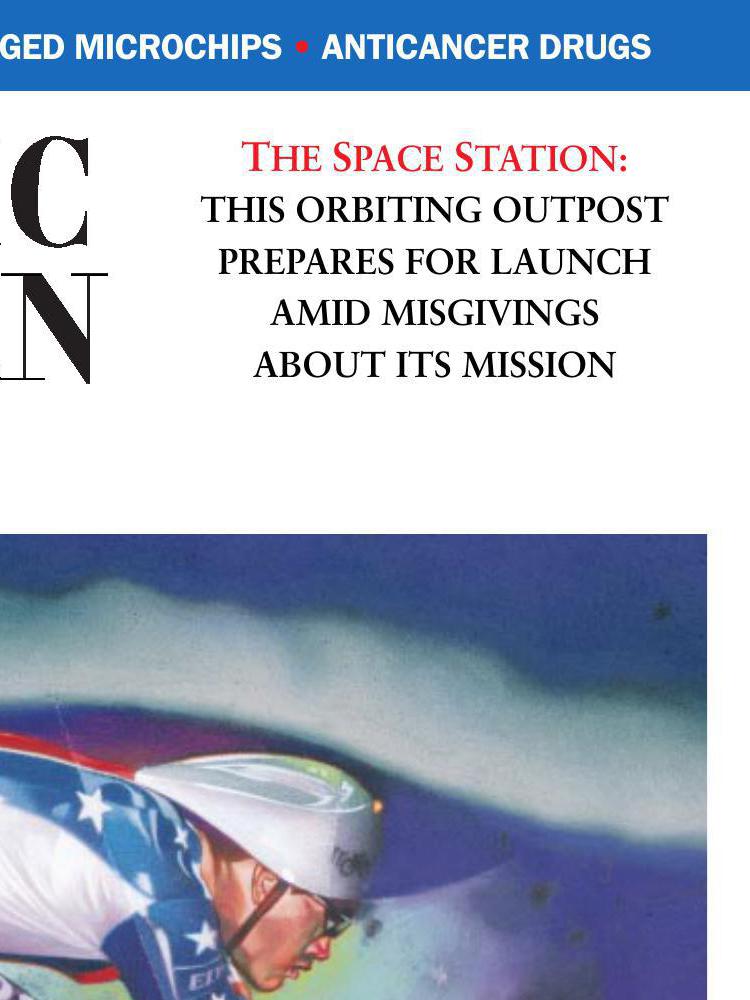 GED MICROCHIPS • ANTICANCER DRUGS
IC
AN
THE SPACE STATION:
THIS ORBITING OUTPOST
PREPARES FOR LAUNCH
AMID MISGIVINGS
ABOUT ITS MISSION